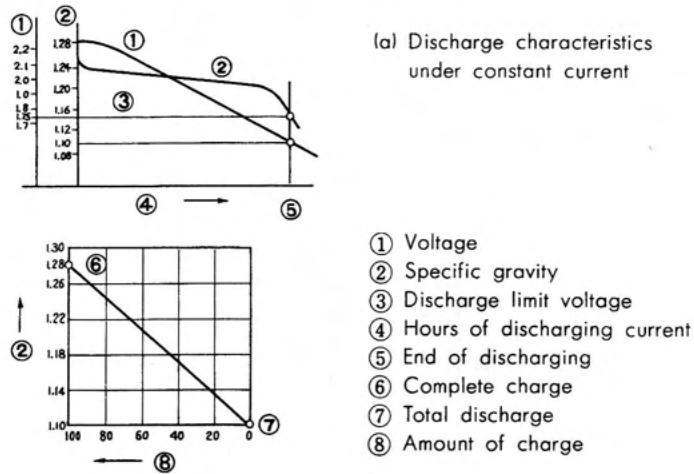 ① ②
2.2
2.1
2.0
1.0
1.8
1.7
1.28
1.24
1.20
1.16
1.12
1.10
1.08
① ②
③
④ ⑤
(a) Discharge characteristics
under constant current
1.30
1.28
1.26
1.22
1.18
1.14
1.10
② ⑥ ⑦
100 80 60 40 20 0
⑧
① Voltage
② Specific gravity
③ Discharge limit voltage
④ Hours of discharging current
⑤ End of discharging
⑥ Complete charge
⑦ Total discharge
⑧ Amount of charge